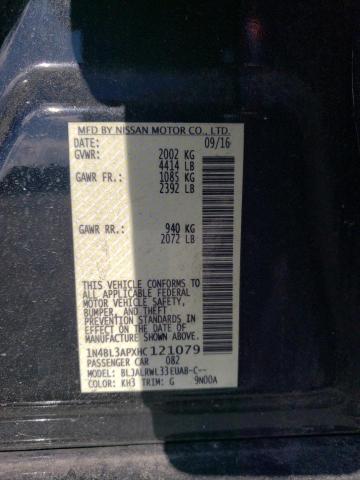 MFD BY NISSAN MOTOR CO., LTD.
DATE: 09/16
GVWR: 2002 KG
4414 LB
GAWR FR.: 1085 KG
2392 LB
GAWR RR.: 940 KG
2072 LB
THIS VEHICLE CONFORMS TO
ALL APPLICABLE U.S. FEDERAL
MOTOR VEHICLE SAFETY,
BUMPER, AND THEFT
PREVENTION STANDARDS IN
EFFECT ON THE DATE OF
MANUFACTURE SHOWN ABOVE.
1N4BL3APXHC121079
PASSENGER CAR 082
MODEL: BLJALRWL33EUAB-C--
COLOR: KH3 TRIM: G 9N00A